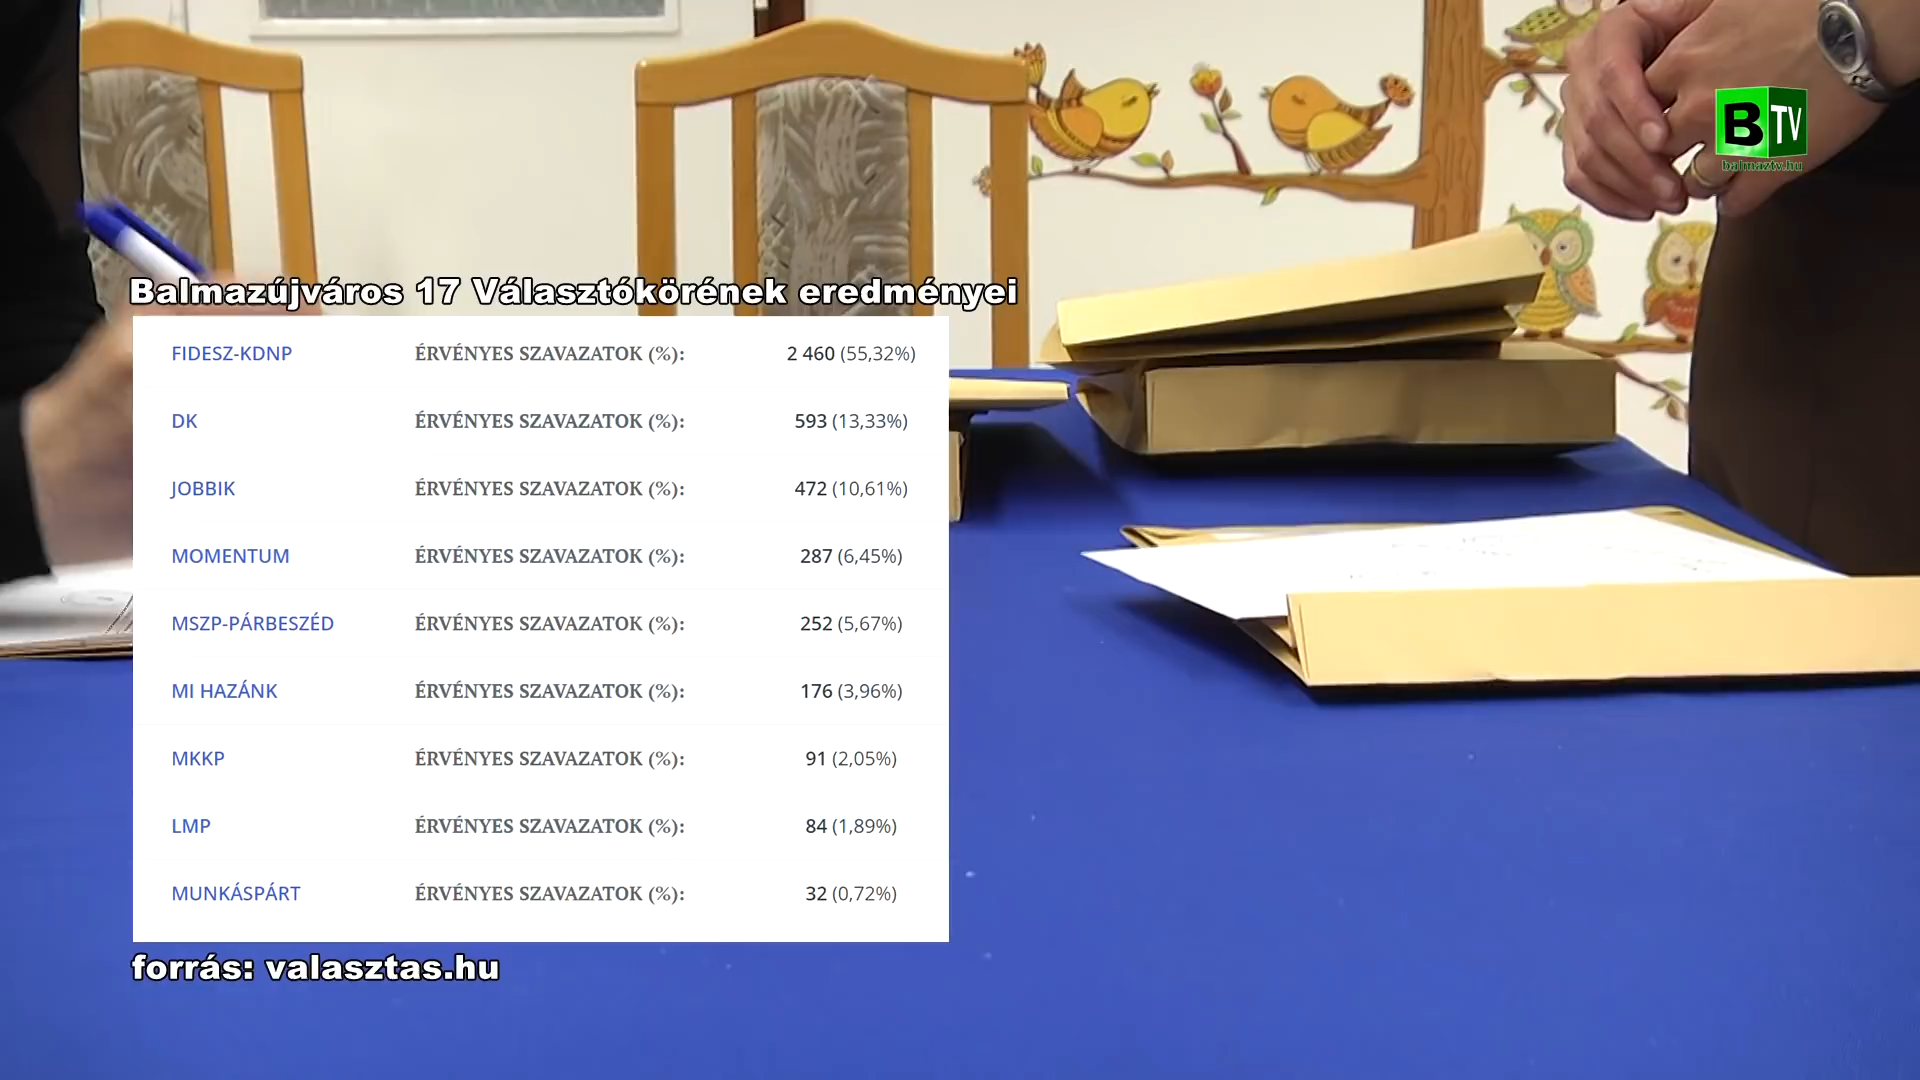 B TV
balmaztv.hu
Balmazújváros 17 Választókörének eredményei
FIDESZ-KDNP ÉRVÉNYES SZAVAZATOK (%): 2 460 (55,32%)
DK ÉRVÉNYES SZAVAZATOK (%): 593 (13,33%)
JOBBIK ÉRVÉNYES SZAVAZATOK (%): 472 (10,61%)
MOMENTUM ÉRVÉNYES SZAVAZATOK (%): 287 (6,45%)
MSZP-PÁRBESZÉD ÉRVÉNYES SZAVAZATOK (%): 252 (5,67%)
MI HAZÁNK ÉRVÉNYES SZAVAZATOK (%): 176 (3,96%)
MKKP ÉRVÉNYES SZAVAZATOK (%): 91 (2,05%)
LMP ÉRVÉNYES SZAVAZATOK (%): 84 (1,89%)
MUNKÁSPÁRT ÉRVÉNYES SZAVAZATOK (%): 32 (0,72%)
forrás: valasztas.hu